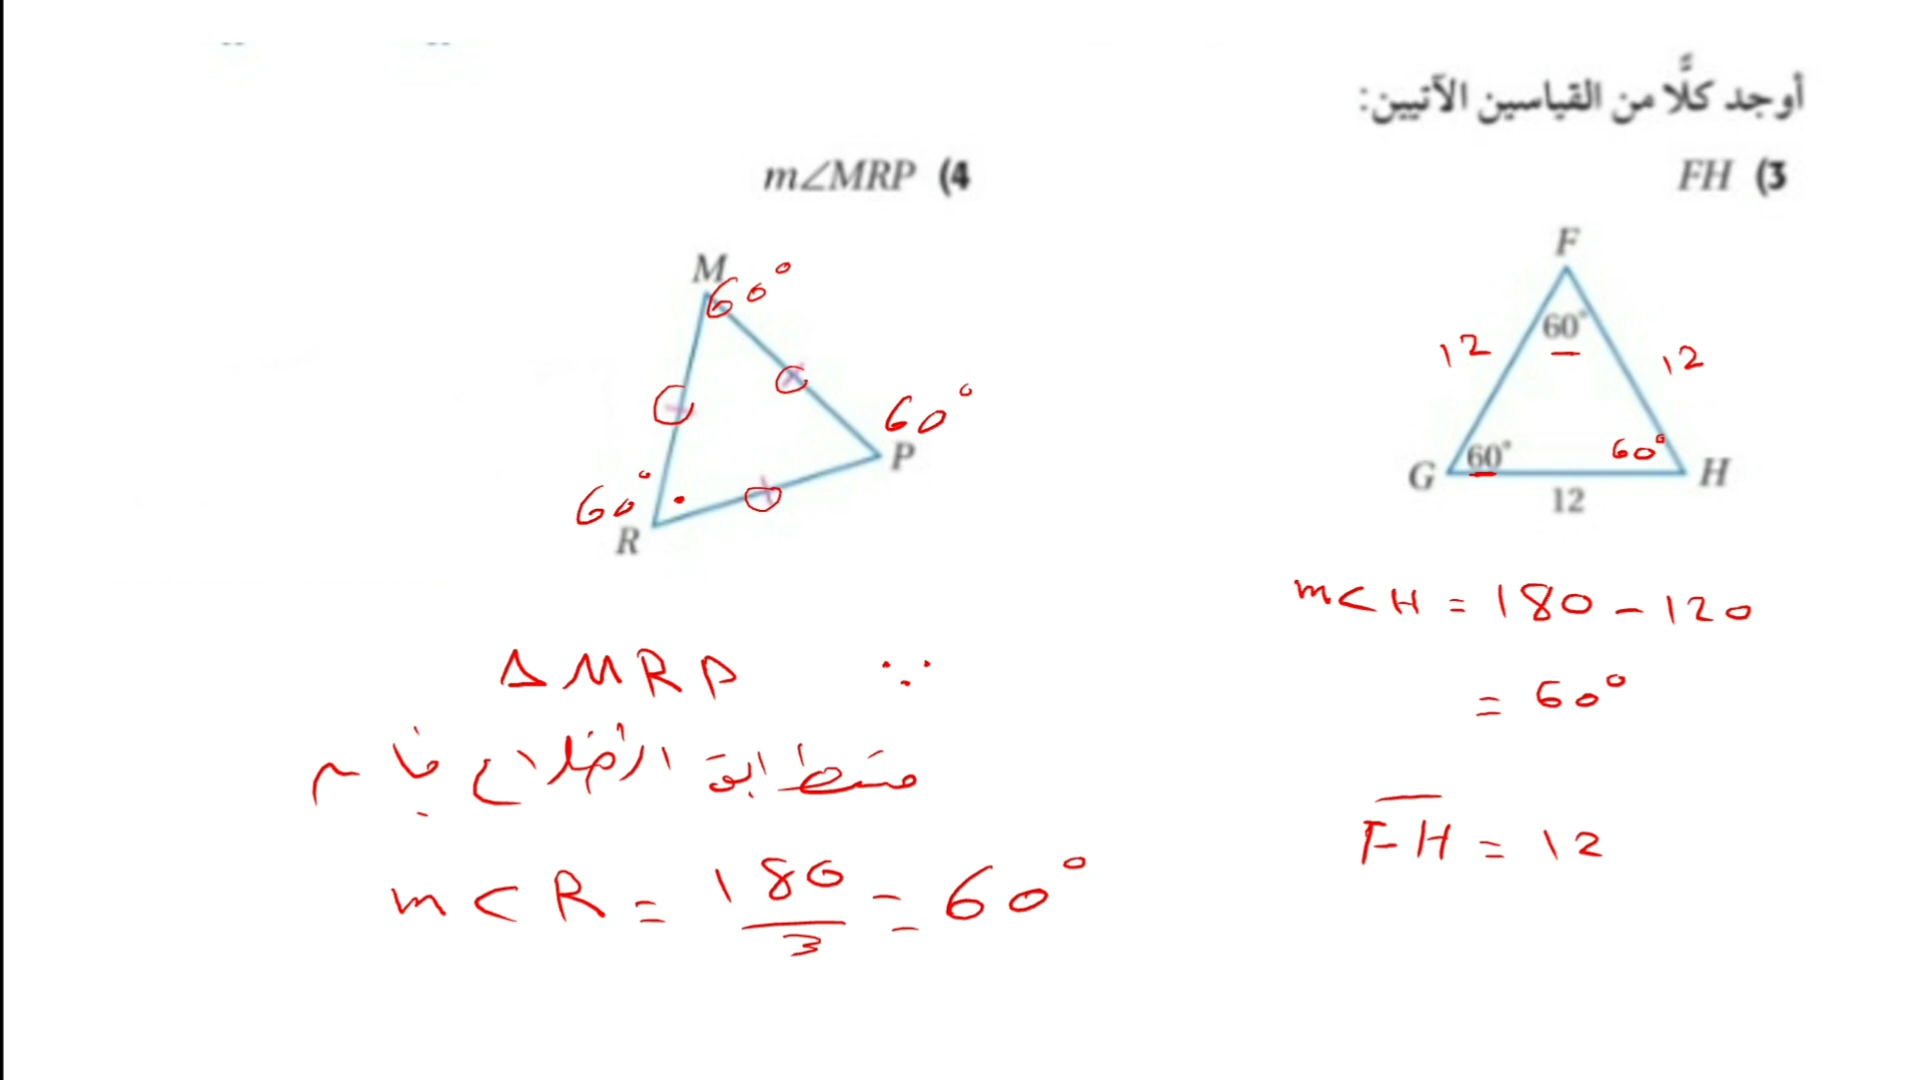 أوجد كلًّا من القياسين الآتيين:
FH (3
F
60°
12
12
G
60°
60°
H
12
m<H = 180 - 120
= 60°
FH = 12
m∠MRP (4
M
60°
60°
P
60°
R
∵ ΔMRP
متطابق الأضلاع فإن
m<R = 180/3 = 60°